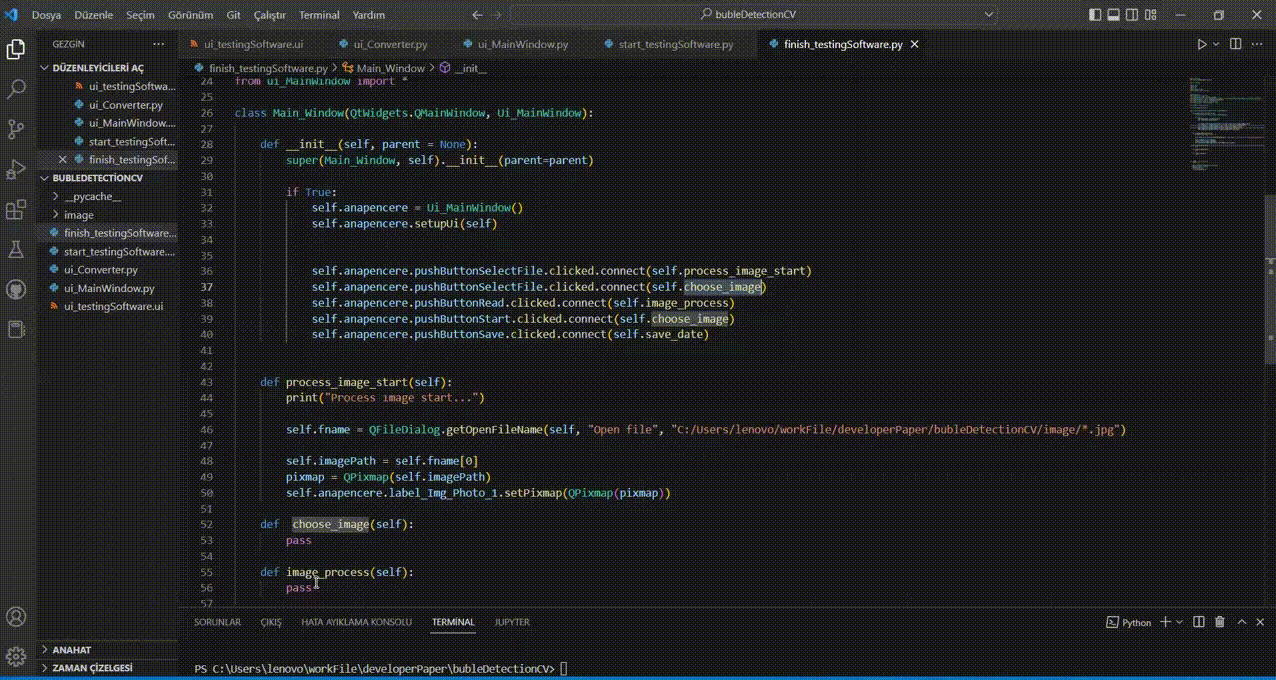 Dosya Düzenle Seçim Görünüm Git Çalıştır Terminal Yardım
bubleDetectionCV
GEZGİN
ui_testingSoftware.ui ui_Converter.py ui_MainWindow.py start_testingSoftware.py finish_testingSoftware.py
finish_testingSoftware.py > Main_Window > __init__
DÜZENLEYİCİLERİ AÇ
ui_testingSoftwa...
ui_Converter.py
ui_MainWindow....
start_testingSoft...
finish_testingSof...
BUBLEDETECTIONCV
__pycache__
image
finish_testingSoftware...
start_testingSoftware....
ui_Converter.py
ui_MainWindow.py
ui_testingSoftware.ui
ANAHAT
ZAMAN ÇİZELGESİ
24 from ui_MainWindow import *
25
26 class Main_Window(QtWidgets.QMainWindow, Ui_MainWindow):
27
28 def __init__(self, parent = None):
29 super(Main_Window, self).__init__(parent=parent)
30
31 if True:
32 self.anapencere = Ui_MainWindow()
33 self.anapencere.setupUi(self)
34
35
36 self.anapencere.pushButtonSelectFile.clicked.connect(self.process_image_start)
37 self.anapencere.pushButtonSelectFile.clicked.connect(self.choose_image)
38 self.anapencere.pushButtonRead.clicked.connect(self.image_process)
39 self.anapencere.pushButtonStart.clicked.connect(self.choose_image)
40 self.anapencere.pushButtonSave.clicked.connect(self.save_date)
41
42
43 def process_image_start(self):
44 print("Process image start...")
45
46 self.fname = QFileDialog.getOpenFileName(self, "Open file", "C:/Users/lenovo/workFile/developerPaper/bubleDetectionCV/image/*.jpg")
47
48 self.imagePath = self.fname[0]
49 pixmap = QPixmap(self.imagePath)
50 self.anapencere.label_Img_Photo_1.setPixmap(QPixmap(pixmap))
51
52 def choose_image(self):
53 pass
54
55 def image_process(self):
56 pass
57
SORUNLAR ÇIKIŞ HATA AYIKLAMA KONSOLU TERMİNAL JUPYTER
Python
PS C:\Users\lenovo\workFile\developerPaper\bubleDetectionCV>